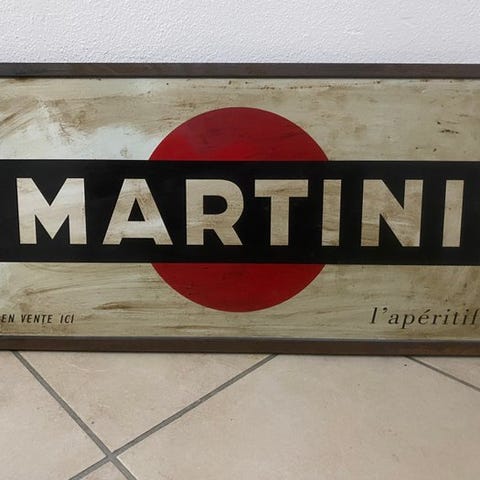 MARTINI
EN VENTE ICI
l'apéritif